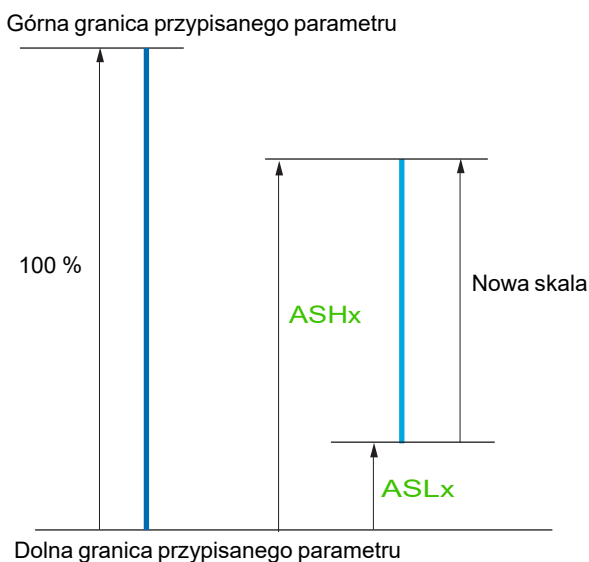 Górna granica przypisanego parametru
100 %
Nowa skala
ASHx
ASLx
Dolna granica przypisanego parametru